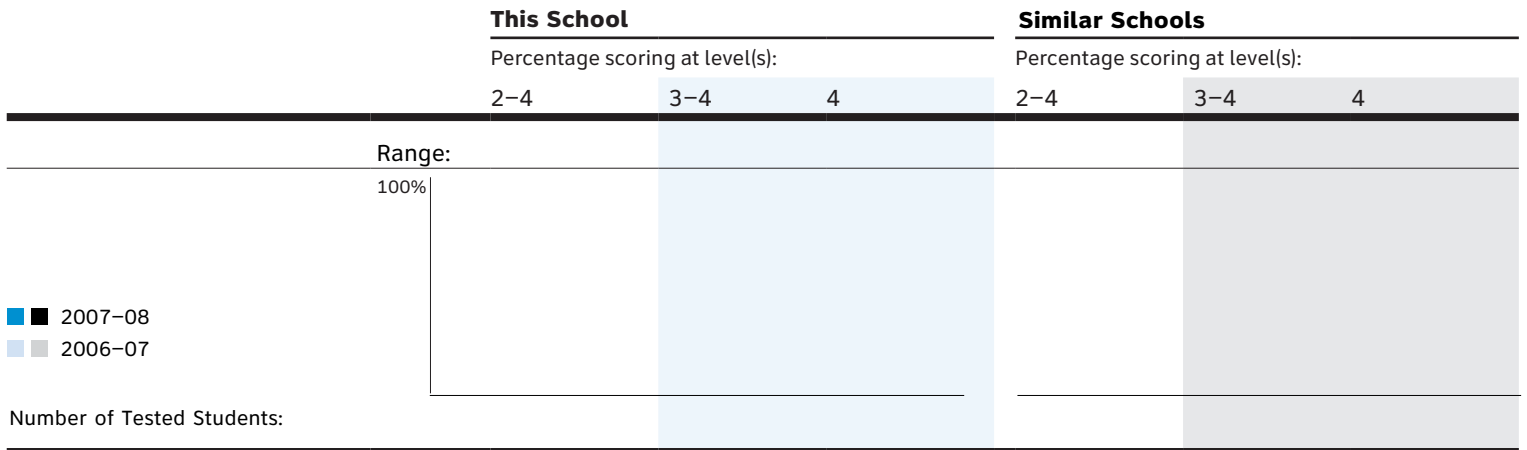 This School Similar Schools
Percentage scoring at level(s): Percentage scoring at level(s):
2–4 3–4 4 2–4 3–4 4
Range:
100%
2007–08
2006–07
Number of Tested Students: